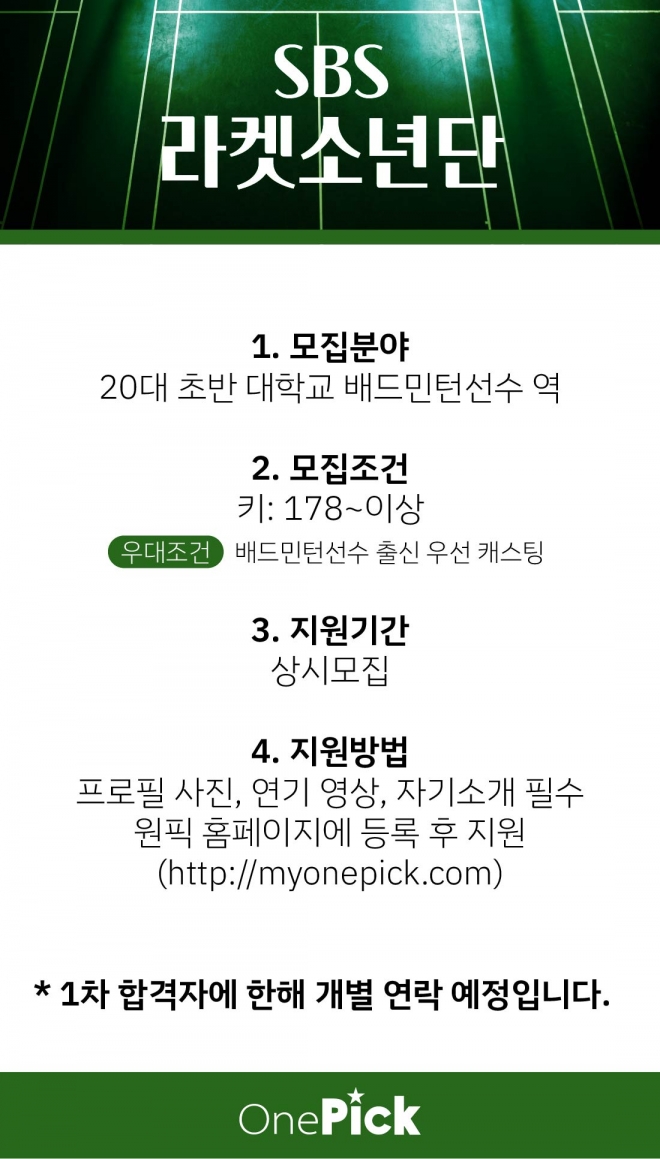 SBS
라켓소년단
1. 모집분야
20대 초반 대학교 배드민턴선수 역
2. 모집조건
키: 178~이상
우대조건 배드민턴선수 출신 우선 캐스팅
3. 지원기간
상시모집
4. 지원방법
프로필 사진, 연기 영상, 자기소개 필수
원픽 홈페이지에 등록 후 지원
(http://myonepick.com)
* 1차 합격자에 한해 개별 연락 예정입니다.
OnePick